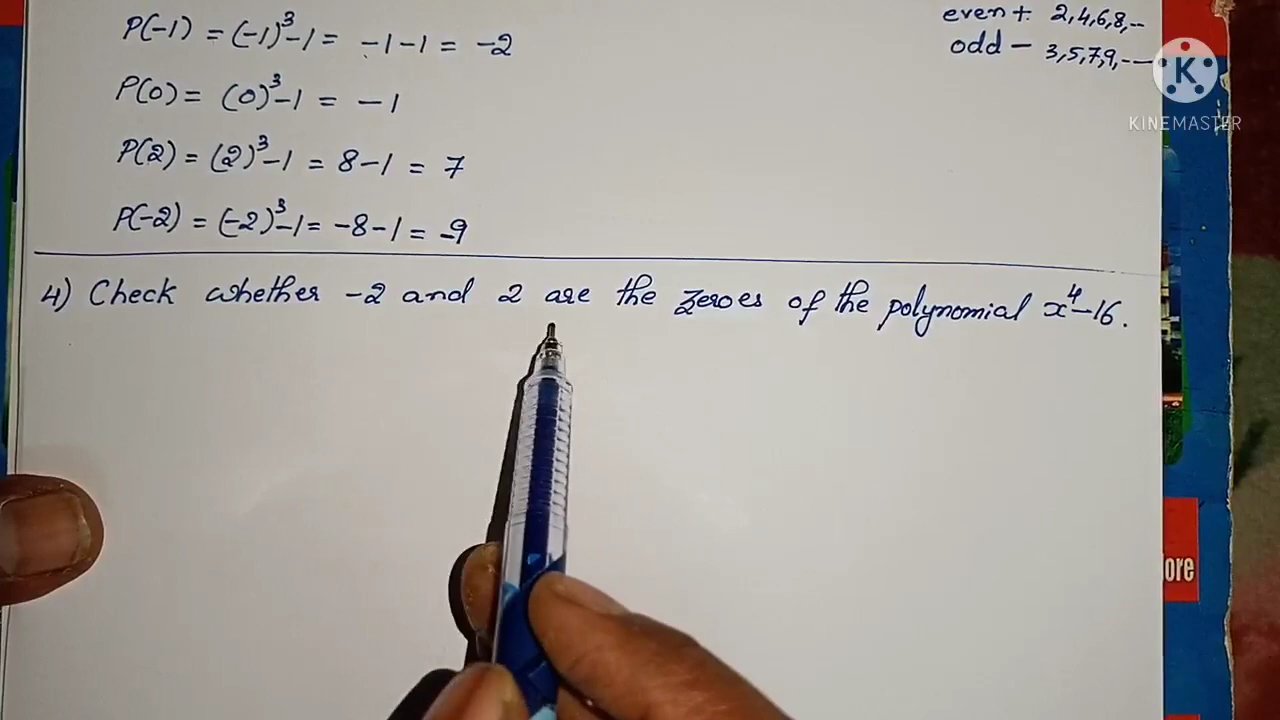 P(-1) = (-1)³-1 = -1-1 = -2
even + 2,4,6,8,--
odd - 3,5,7,9,----
K
KINEMASTER
P(0) = (0)³-1 = -1
P(2) = (2)³-1 = 8-1 = 7
P(-2) = (-2)³-1 = -8-1 = -9
4) Check whether -2 and 2 are the zeroes of the polynomial x⁴-16.